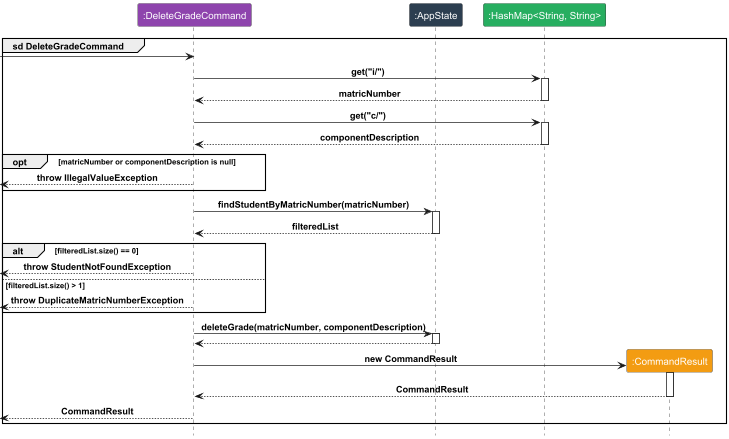 :DeleteGradeCommand
:AppState
:HashMap<String, String>
sd DeleteGradeCommand
get("i/")
matricNumber
get("c/")
componentDescription
opt [matricNumber or componentDescription is null]
throw IllegalValueException
findStudentByMatricNumber(matricNumber)
filteredList
alt [filteredList.size() == 0]
throw StudentNotFoundException
[filteredList.size() > 1]
throw DuplicateMatricNumberException
deleteGrade(matricNumber, componentDescription)
new CommandResult
:CommandResult
CommandResult
CommandResult